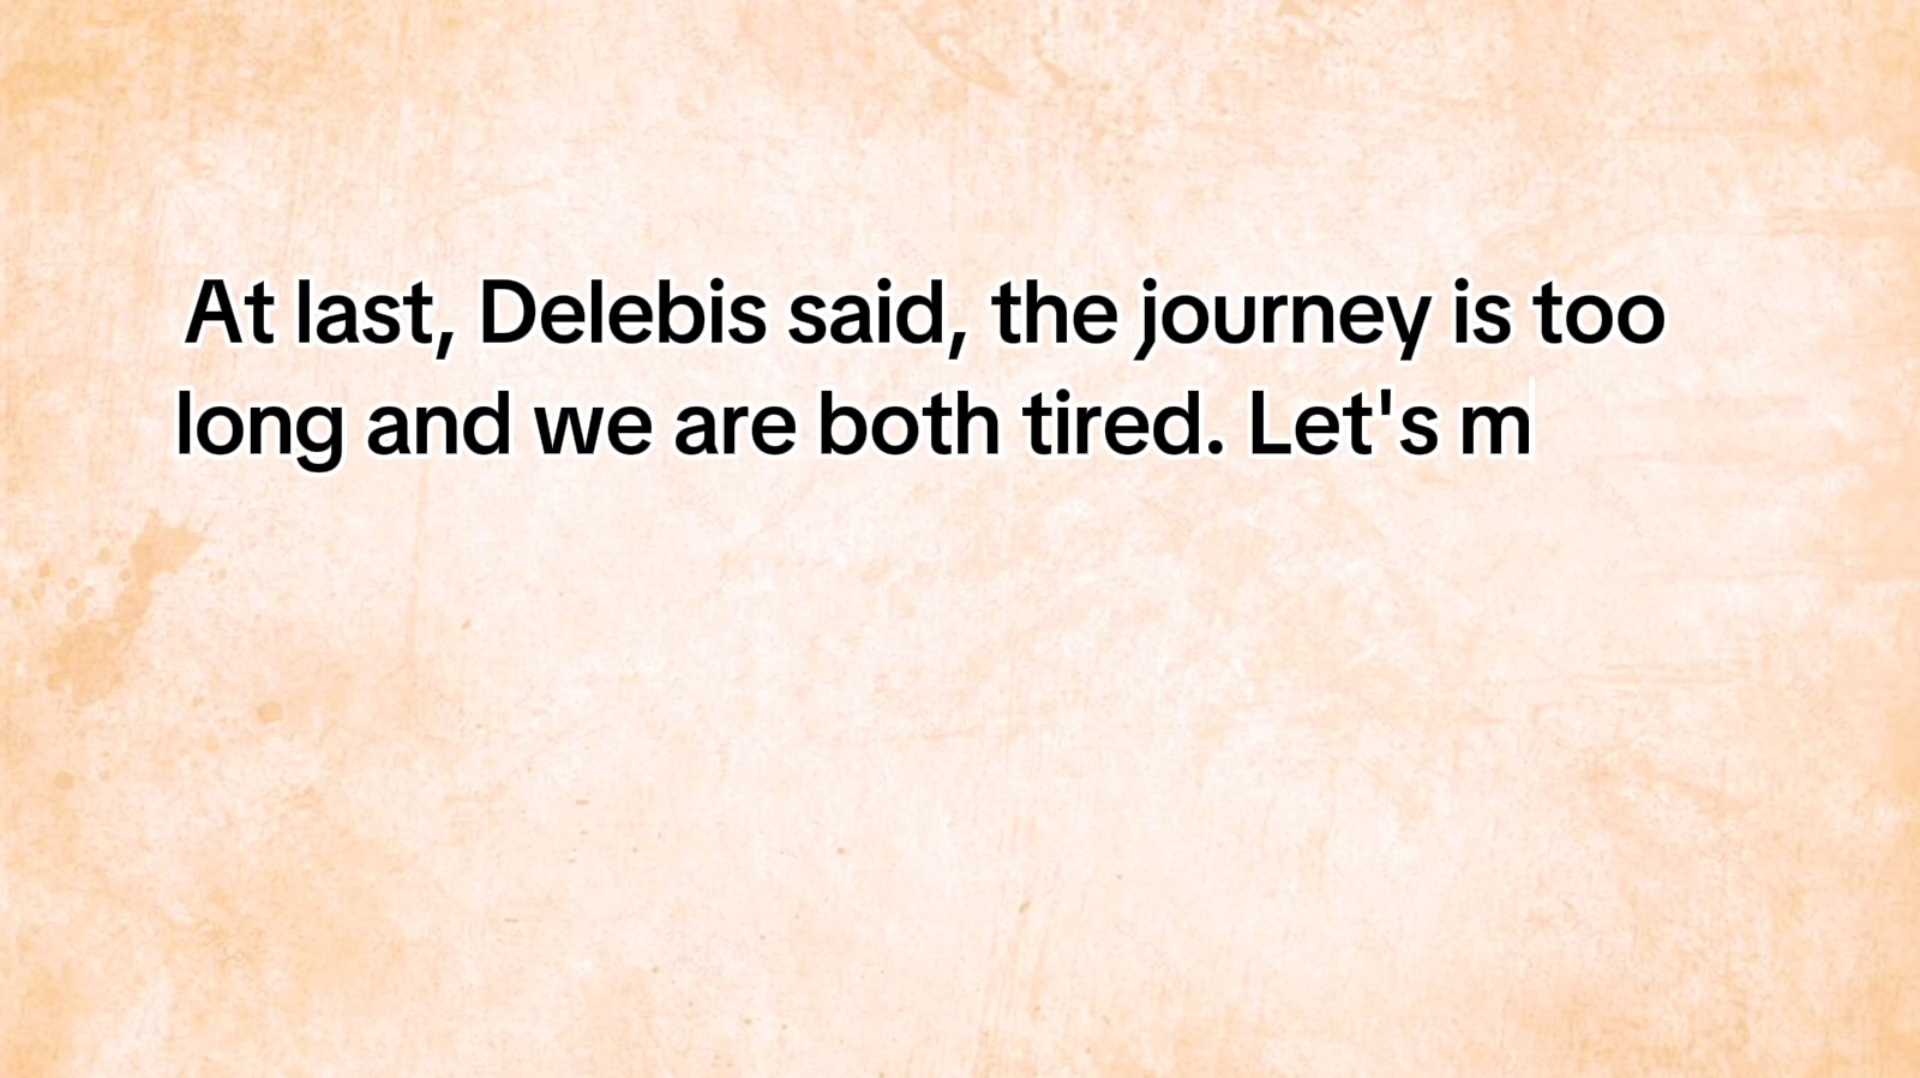 At last, Delebis said, the journey is too
long and we are both tired. Let's m